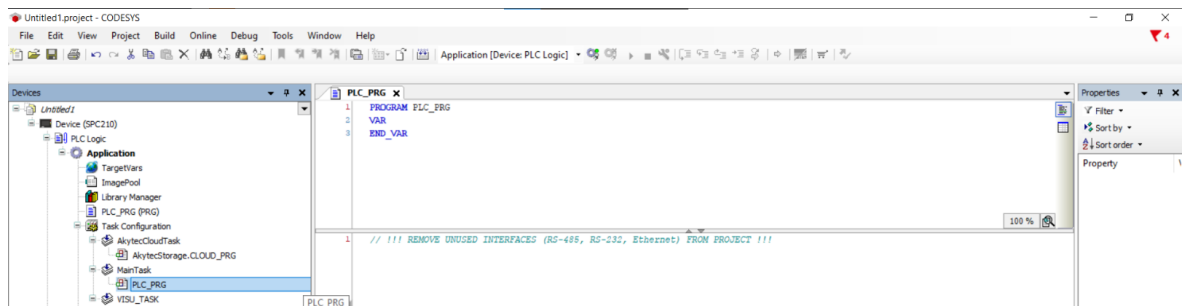 Untitled1.project - CODESYS
File Edit View Project Build Online Debug Tools Window Help
4
Application [Device: PLC Logic]
Devices
Untitled1
Device (SPC210)
PLC Logic
Application
TargetVars
ImagePool
Library Manager
PLC_PRG (PRG)
Task Configuration
AkytecCloudTask
AkytecStorage.CLOUD_PRG
MainTask
PLC_PRG
VISU_TASK
PLC_PRG
PLC_PRG
1 PROGRAM PLC_PRG
2 VAR
3 END_VAR
100 %
1 // !!! REMOVE UNUSED INTERFACES (RS-485, RS-232, Ethernet) FROM PROJECT !!!
Properties
Filter
Sort by
Sort order
Property